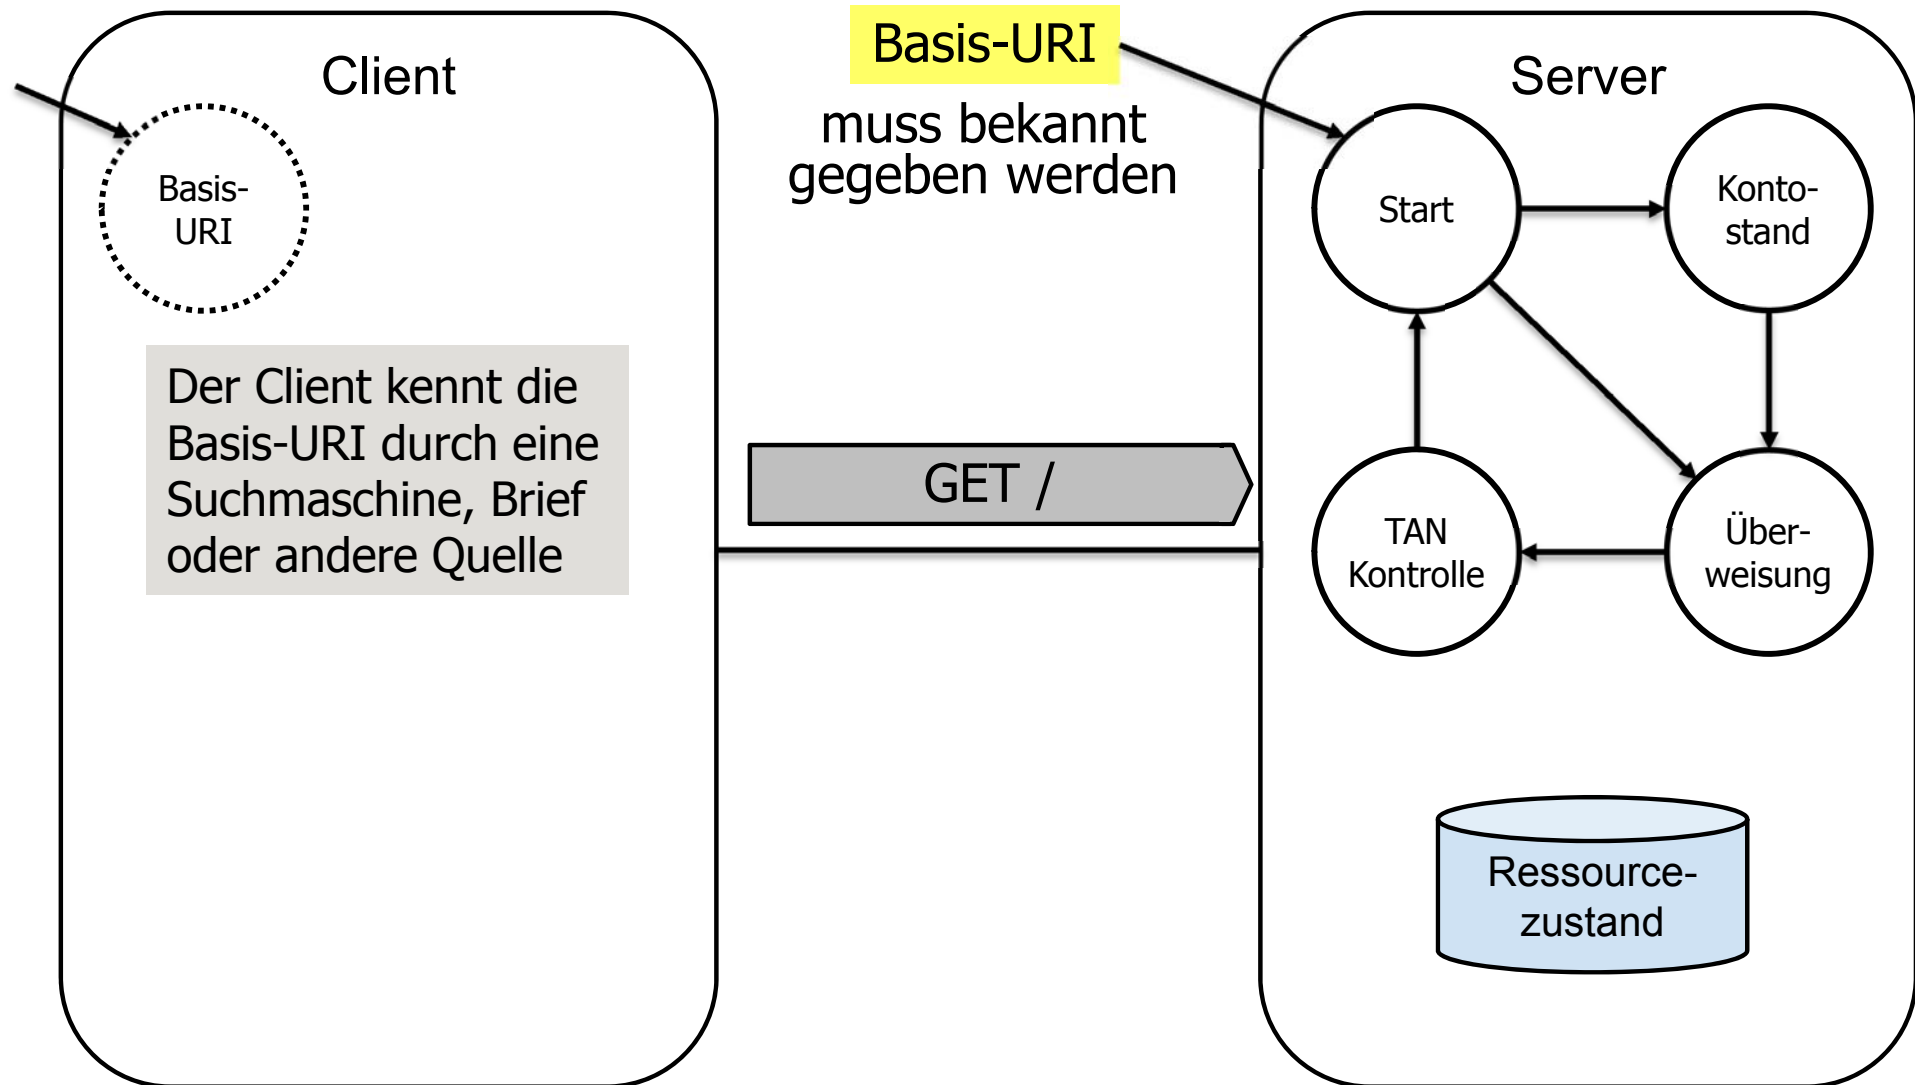 Client
Basis-
URI
Der Client kennt die
Basis-URI durch eine
Suchmaschine, Brief
oder andere Quelle
Basis-URI
muss bekannt
gegeben werden
GET /
Server
Start
Konto-
stand
TAN
Kontrolle
Über-
weisung
Ressource-
zustand